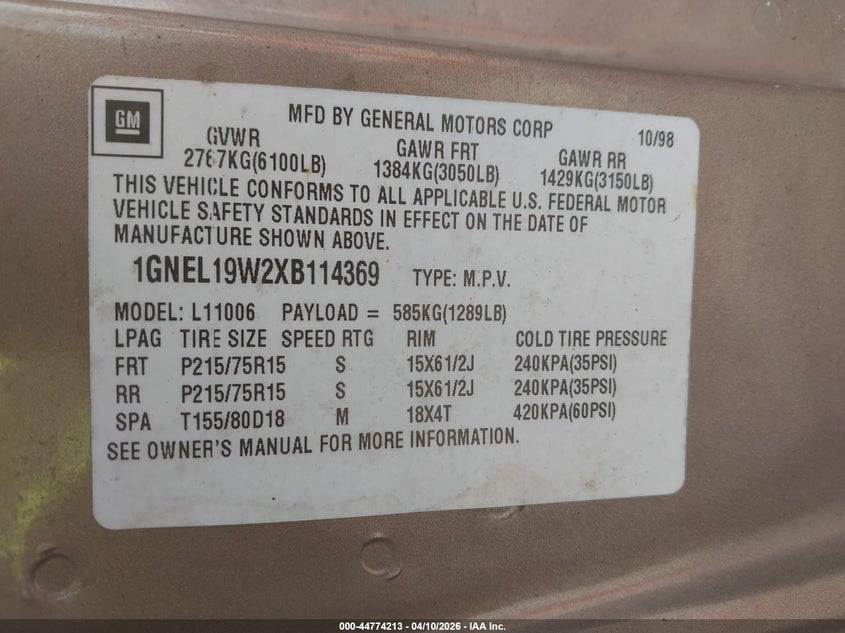 GM
MFD BY GENERAL MOTORS CORP 10/98
GVWR GAWR FRT GAWR RR
2767KG(6100LB) 1384KG(3050LB) 1429KG(3150LB)
THIS VEHICLE CONFORMS TO ALL APPLICABLE U.S. FEDERAL MOTOR
VEHICLE SAFETY STANDARDS IN EFFECT ON THE DATE OF
MANUFACTURE SHOWN ABOVE.
1GNEL19W2XB114369 TYPE: M.P.V.
MODEL: L11006 PAYLOAD = 585KG(1289LB)
LPAG TIRE SIZE SPEED RTG RIM COLD TIRE PRESSURE
FRT P215/75R15 S 15X61/2J 240KPA(35PSI)
RR P215/75R15 S 15X61/2J 240KPA(35PSI)
SPA T155/80D18 M 18X4T 420KPA(60PSI)
SEE OWNER'S MANUAL FOR MORE INFORMATION.
000-44774213 - 04/10/2026 - IAA Inc.